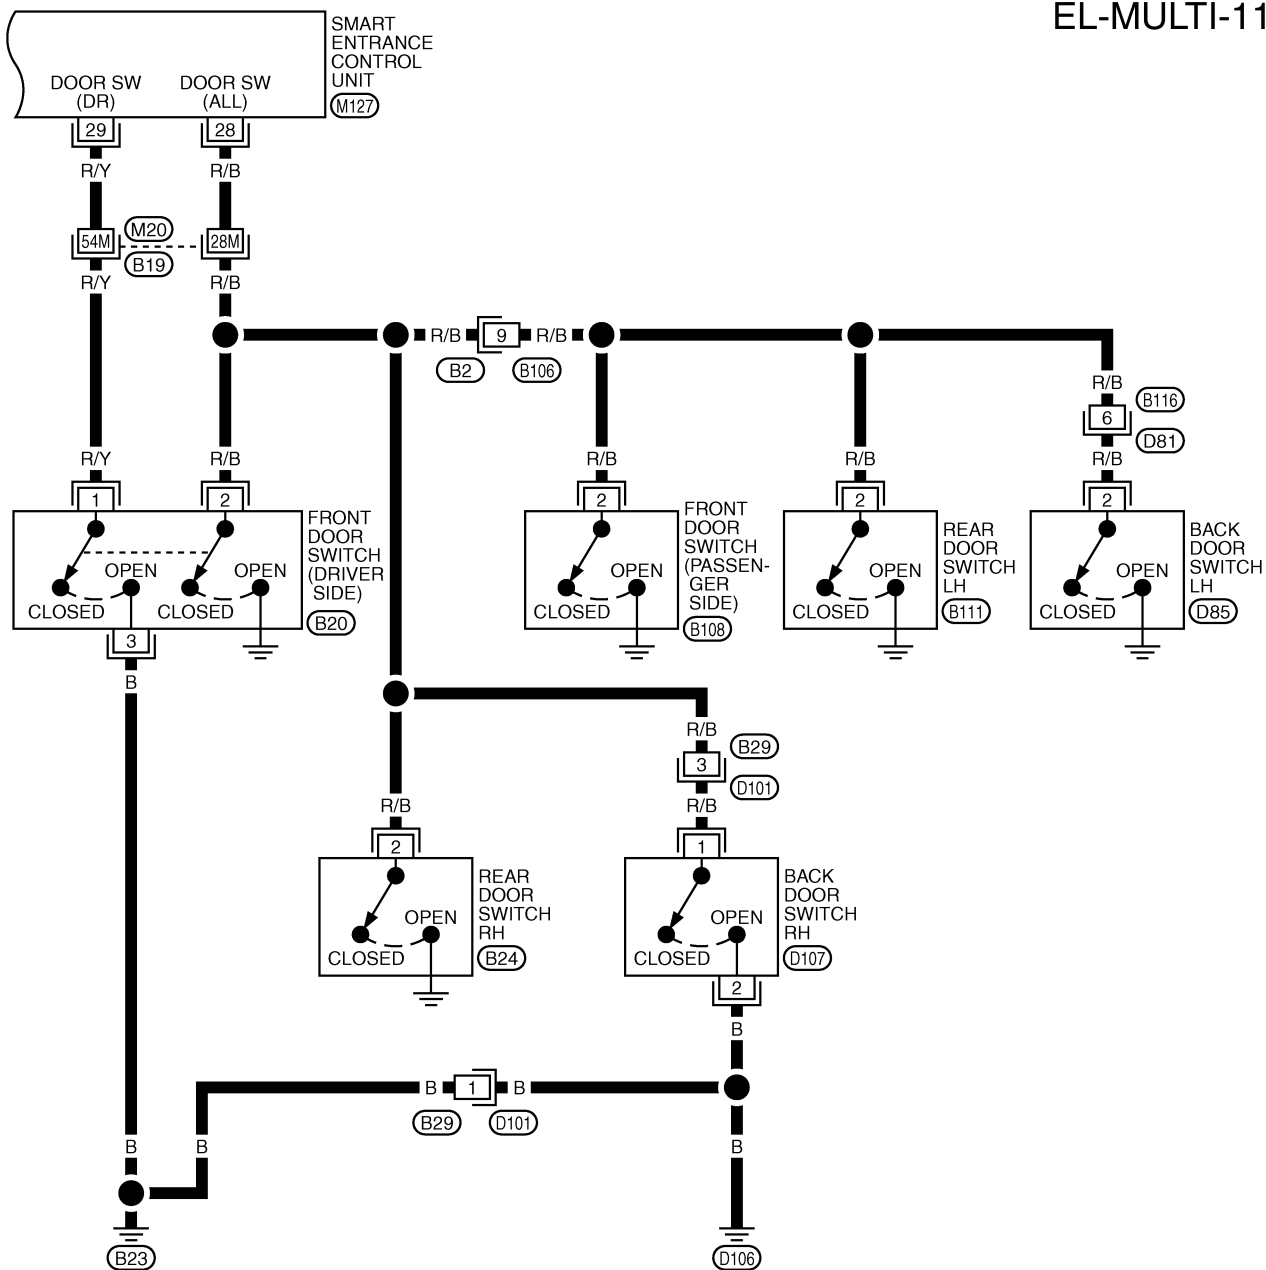 EL-MULTI-11
SMART
ENTRANCE
CONTROL
UNIT
M127
DOOR SW
(DR)
DOOR SW
(ALL)
29
28
R/Y
R/B
54M
M20
B19
28M
R/Y
R/B
R/B
9
R/B
B2
B106
R/B
B116
6
D81
R/Y
R/B
R/B
R/B
R/B
1
2
2
2
2
FRONT
DOOR
SWITCH
(DRIVER
SIDE)
B20
OPEN
CLOSED
OPEN
CLOSED
FRONT
DOOR
SWITCH
(PASSEN-
GER
SIDE)
B108
OPEN
CLOSED
REAR
DOOR
SWITCH
LH
B111
OPEN
CLOSED
BACK
DOOR
SWITCH
LH
D85
OPEN
CLOSED
3
B
R/B
B29
3
D101
R/B
R/B
2
1
REAR
DOOR
SWITCH
RH
B24
OPEN
CLOSED
BACK
DOOR
SWITCH
RH
D107
OPEN
CLOSED
2
B
B
1
B
B29
D101
B
B
B
B23
D106